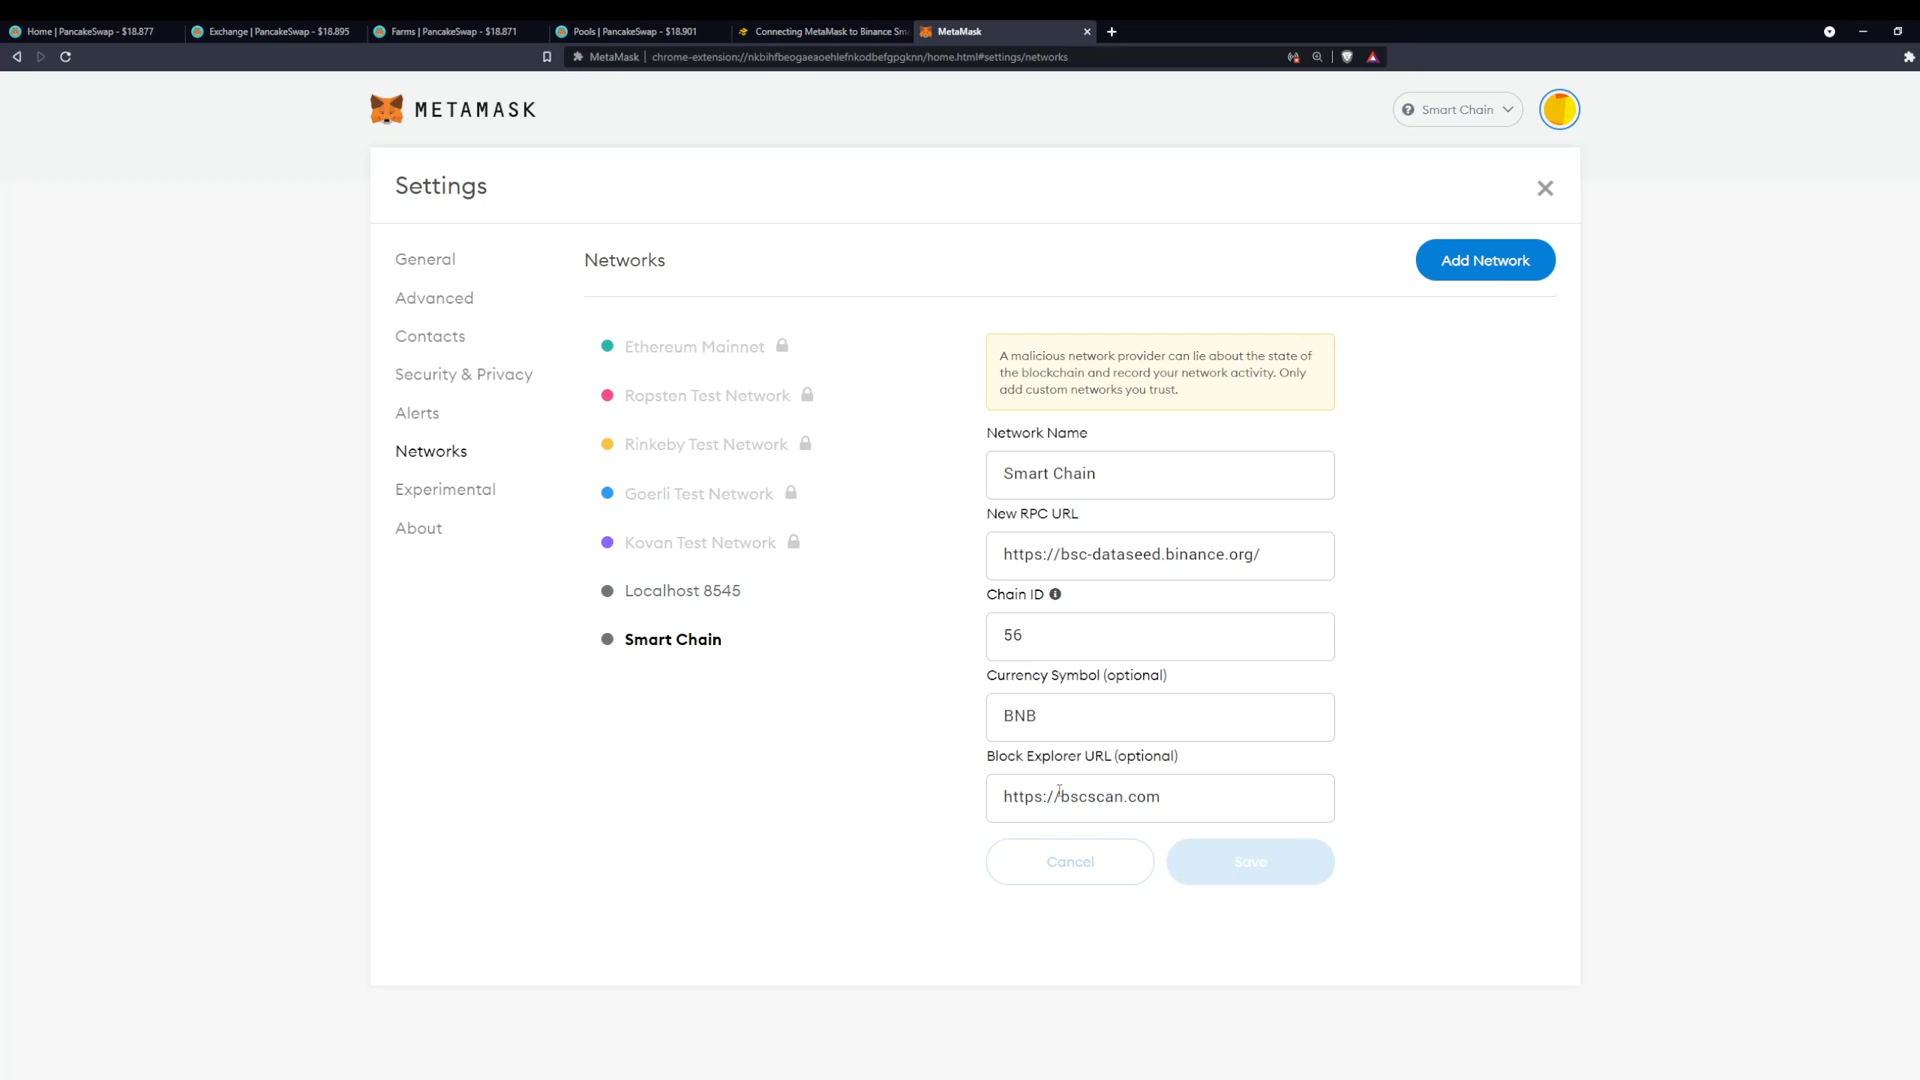 Home | PancakeSwap - $18.877
Exchange | PancakeSwap - $18.895
Farms | PancakeSwap - $18.871
Pools | PancakeSwap - $18.901
Connecting MetaMask to Binance Sm
MetaMask
MetaMask
chrome-extension://nkbihfbeogaeaoehlefnkodbefgpgknn/home.html#settings/networks
METAMASK
Smart Chain
Settings
General
Advanced
Contacts
Security & Privacy
Alerts
Networks
Experimental
About
Networks
Add Network
Ethereum Mainnet
Ropsten Test Network
Rinkeby Test Network
Goerli Test Network
Kovan Test Network
Localhost 8545
Smart Chain
A malicious network provider can lie about the state of
the blockchain and record your network activity. Only
add custom networks you trust.
Network Name
Smart Chain
New RPC URL
https://bsc-dataseed.binance.org/
Chain ID
56
Currency Symbol (optional)
BNB
Block Explorer URL (optional)
https://bscscan.com
Cancel
Save